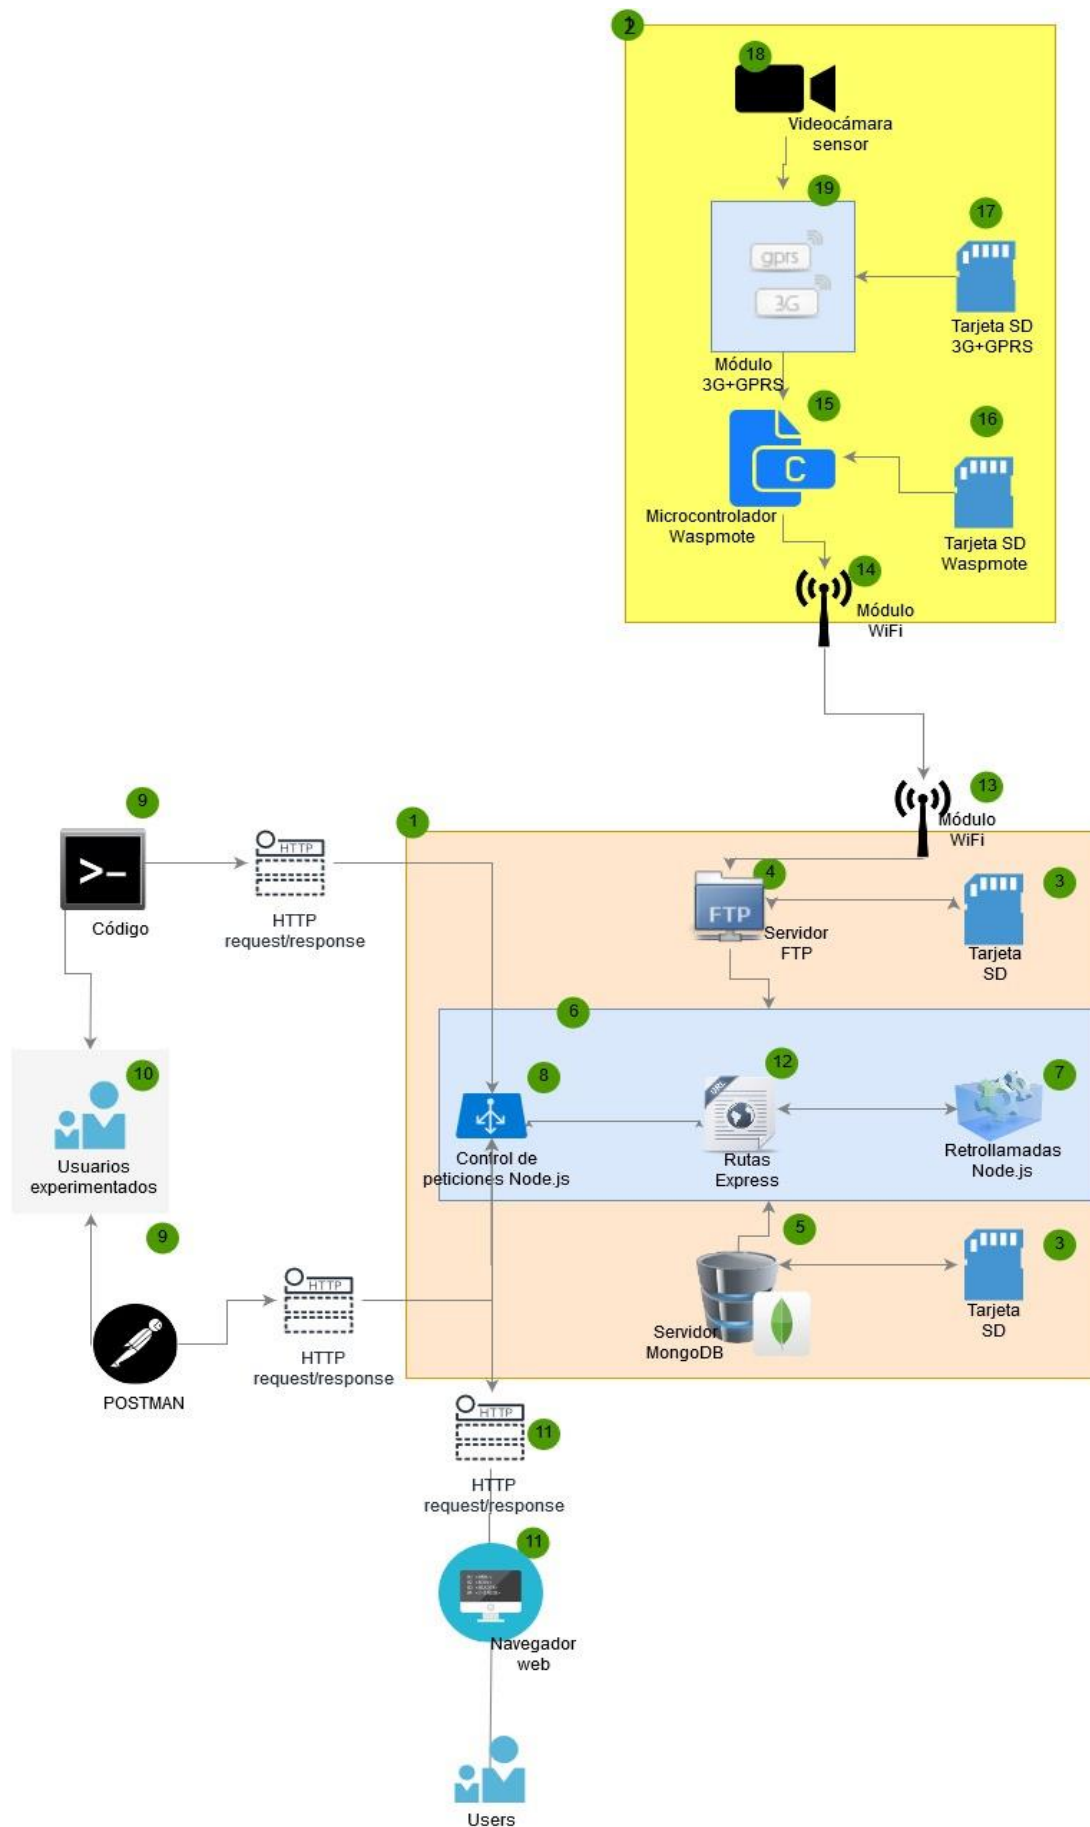 2
18
Videocámara
sensor
19
gprs
3G
17
Tarjeta SD
3G+GPRS
Módulo
3G+GPRS
15
C
16
Microcontrolador
Waspmote
Tarjeta SD
Waspmote
14
Módulo
WiFi
13
Módulo
WiFi
9
>_
Código
HTTP
HTTP
request/response
1
4
FTP
Servidor
FTP
3
Tarjeta
SD
6
10
Usuarios
experimentados
8
Control de
peticiones Node.js
12
URL
Rutas
Express
7
Retrollamadas
Node.js
9
POSTMAN
HTTP
HTTP
request/response
5
Servidor
MongoDB
3
Tarjeta
SD
HTTP
11
HTTP
request/response
11
Navegador
web
Users